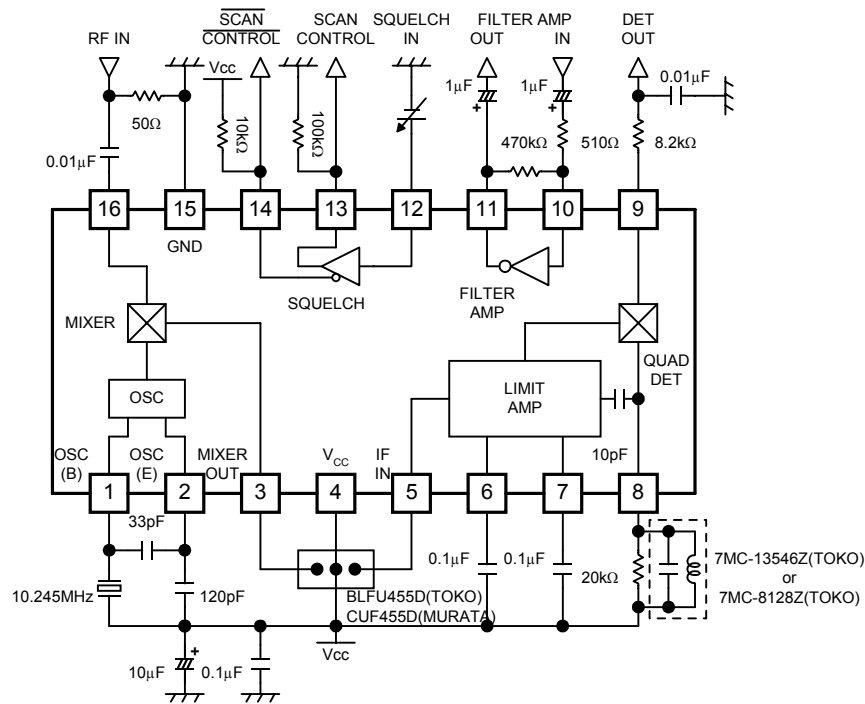 SCAN
CONTROL
SCAN
CONTROL
SQUELCH
IN
FILTER AMP
OUT IN
DET
OUT
RF IN
Vcc
50Ω
0.01μF
10kΩ
100kΩ
1μF
+
1μF
+
470kΩ
510Ω
8.2kΩ
0.01μF
16
15
14
13
12
11
10
9
GND
SQUELCH
FILTER
AMP
MIXER
OSC
LIMIT
AMP
QUAD
DET
10pF
OSC
(B)
OSC
(E)
MIXER
OUT
VCC
IF
IN
1
2
3
4
5
6
7
8
33pF
10.245MHz
120pF
0.1μF
0.1μF
20kΩ
7MC-13546Z(TOKO)
or
7MC-8128Z(TOKO)
BLFU455D(TOKO)
CUF455D(MURATA)
Vcc
10μF
+
0.1μF